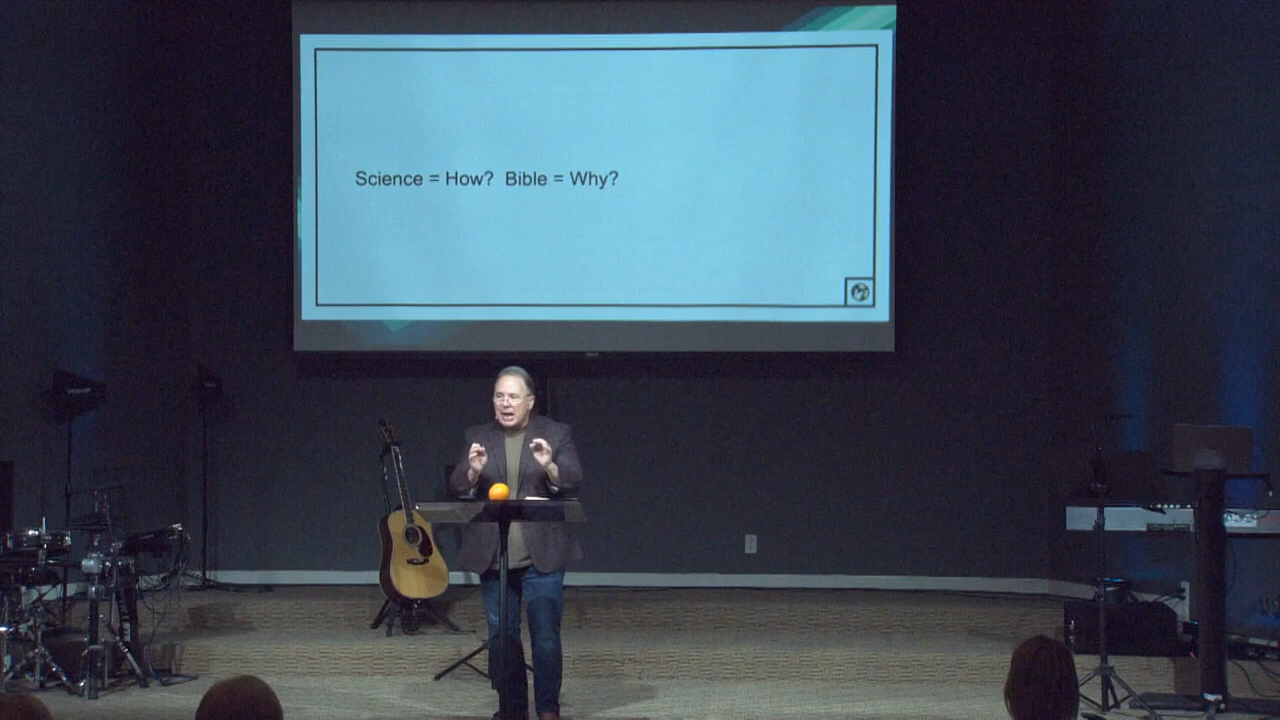 Science = How?  Bible = Why?